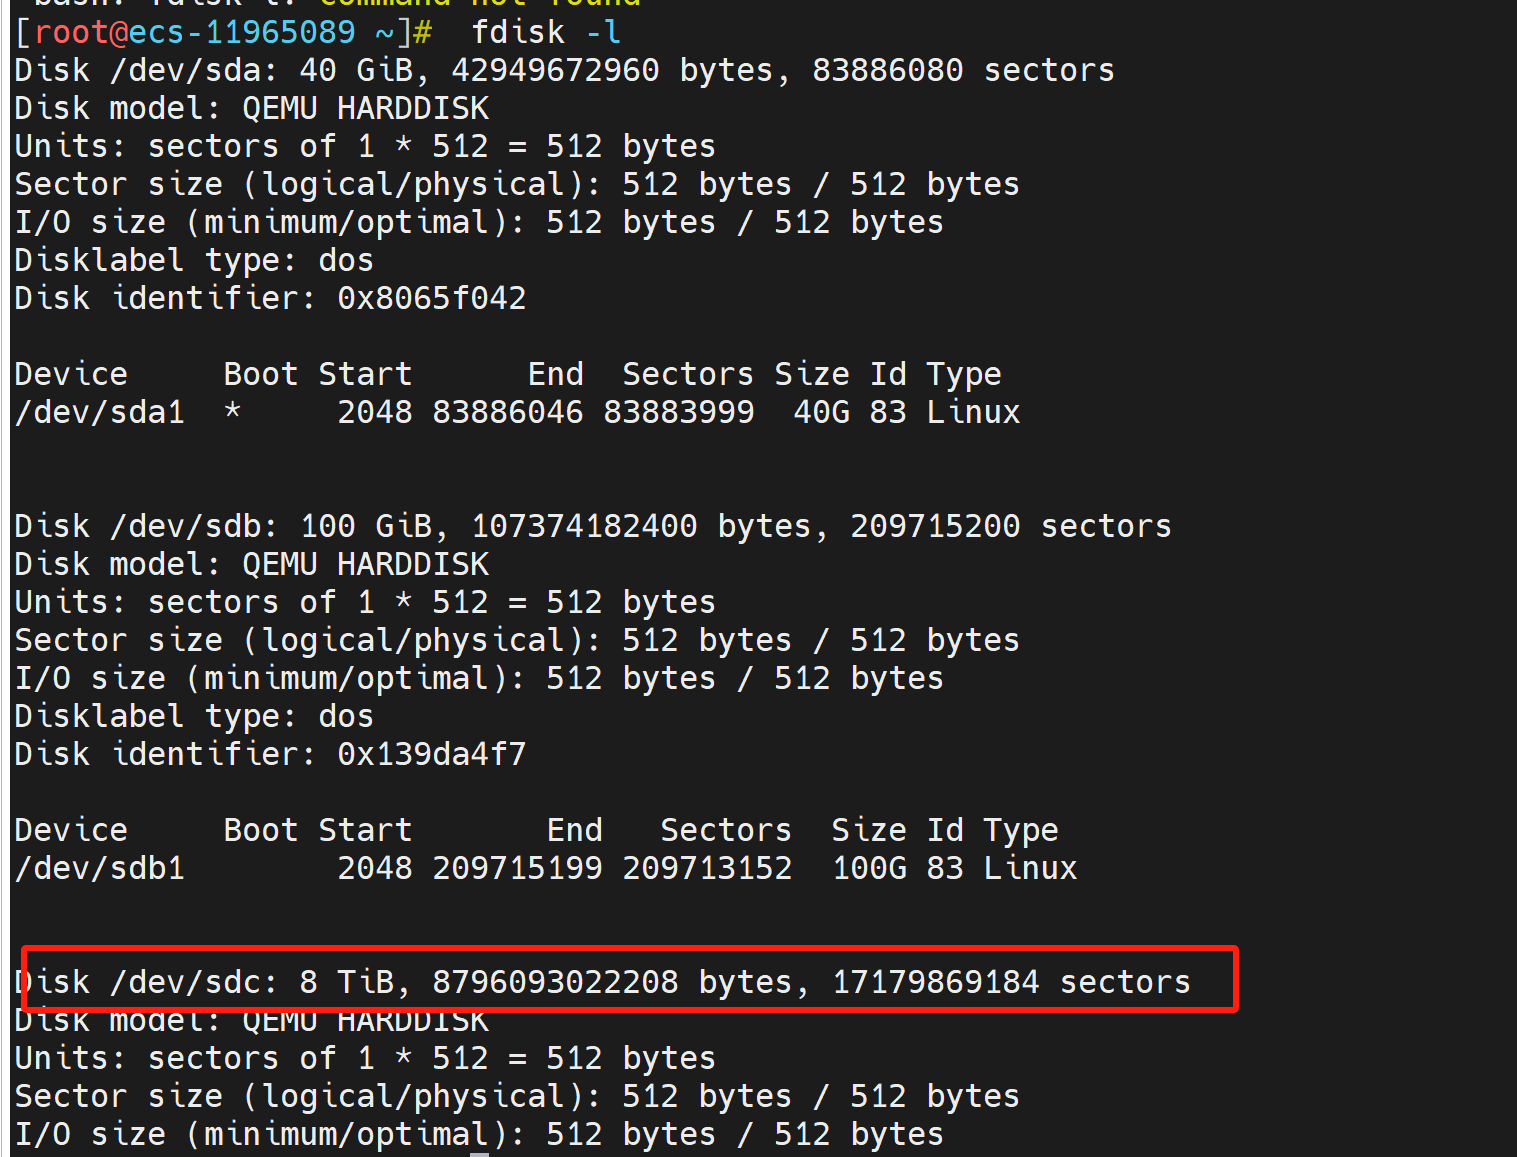 bash: fdisk-l: command not found
[root@ecs-11965089 ~]#  fdisk -l
Disk /dev/sda: 40 GiB, 42949672960 bytes, 83886080 sectors
Disk model: QEMU HARDDISK
Units: sectors of 1 * 512 = 512 bytes
Sector size (logical/physical): 512 bytes / 512 bytes
I/O size (minimum/optimal): 512 bytes / 512 bytes
Disklabel type: dos
Disk identifier: 0x8065f042
Device     Boot Start      End  Sectors Size Id Type
/dev/sda1  *     2048 83886046 83883999  40G 83 Linux
Disk /dev/sdb: 100 GiB, 107374182400 bytes, 209715200 sectors
Disk model: QEMU HARDDISK
Units: sectors of 1 * 512 = 512 bytes
Sector size (logical/physical): 512 bytes / 512 bytes
I/O size (minimum/optimal): 512 bytes / 512 bytes
Disklabel type: dos
Disk identifier: 0x139da4f7
Device     Boot Start       End   Sectors  Size Id Type
/dev/sdb1        2048 209715199 209713152  100G 83 Linux
Disk /dev/sdc: 8 TiB, 8796093022208 bytes, 17179869184 sectors
Disk model: QEMU HARDDISK
Units: sectors of 1 * 512 = 512 bytes
Sector size (logical/physical): 512 bytes / 512 bytes
I/O size (minimum/optimal): 512 bytes / 512 bytes